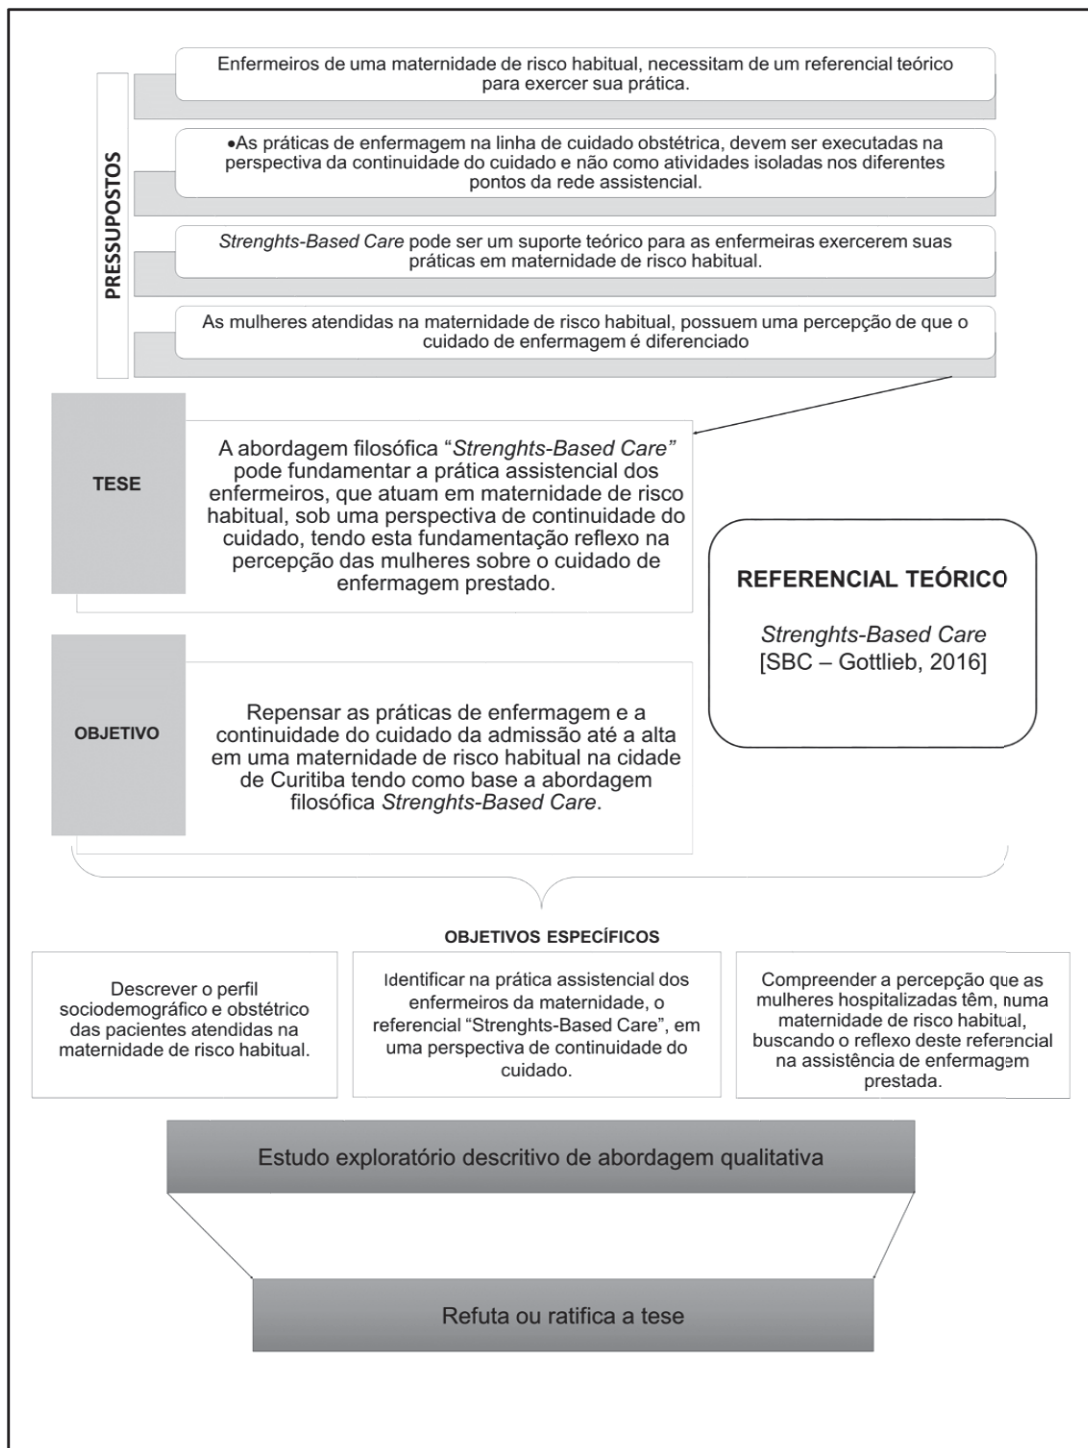 PRESSUPOSTOS
Enfermeiros de uma maternidade de risco habitual, necessitam de um referencial teórico
para exercer sua prática.
•As práticas de enfermagem na linha de cuidado obstétrica, devem ser executadas na
perspectiva da continuidade do cuidado e não como atividades isoladas nos diferentes
pontos da rede assistencial.
Strenghts-Based Care pode ser um suporte teórico para as enfermeiras exercerem suas
práticas em maternidade de risco habitual.
As mulheres atendidas na maternidade de risco habitual, possuem uma percepção de que o
cuidado de enfermagem é diferenciado
TESE
A abordagem filosófica “Strenghts-Based Care”
pode fundamentar a prática assistencial dos
enfermeiros, que atuam em maternidade de risco
habitual, sob uma perspectiva de continuidade do
cuidado, tendo esta fundamentação reflexo na
percepção das mulheres sobre o cuidado de
enfermagem prestado.
REFERENCIAL TEÓRICO
Strenghts-Based Care
[SBC – Gottlieb, 2016]
OBJETIVO
Repensar as práticas de enfermagem e a
continuidade do cuidado da admissão até a alta
em uma maternidade de risco habitual na cidade
de Curitiba tendo como base a abordagem
filosófica Strenghts-Based Care.
OBJETIVOS ESPECÍFICOS
Descrever o perfil
sociodemográfico e obstétrico
das pacientes atendidas na
maternidade de risco habitual.
Identificar na prática assistencial dos
enfermeiros da maternidade, o
referencial “Strenghts-Based Care”, em
uma perspectiva de continuidade do
cuidado.
Compreender a percepção que as
mulheres hospitalizadas têm, numa
maternidade de risco habitual,
buscando o reflexo deste referencial
na assistência de enfermagem
prestada.
Estudo exploratório descritivo de abordagem qualitativa
Refuta ou ratifica a tese